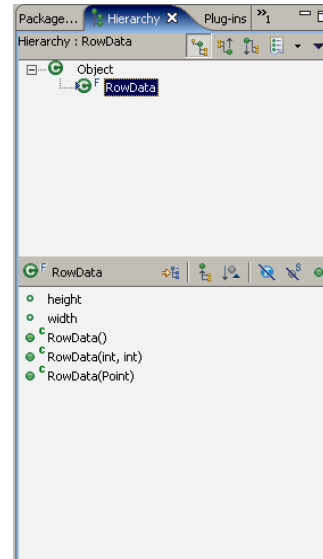 Package... Hierarchy Plug-ins »1
Hierarchy : RowData
C Object
C F RowData
C F RowData S
height
width
C RowData()
C RowData(int, int)
C RowData(Point)